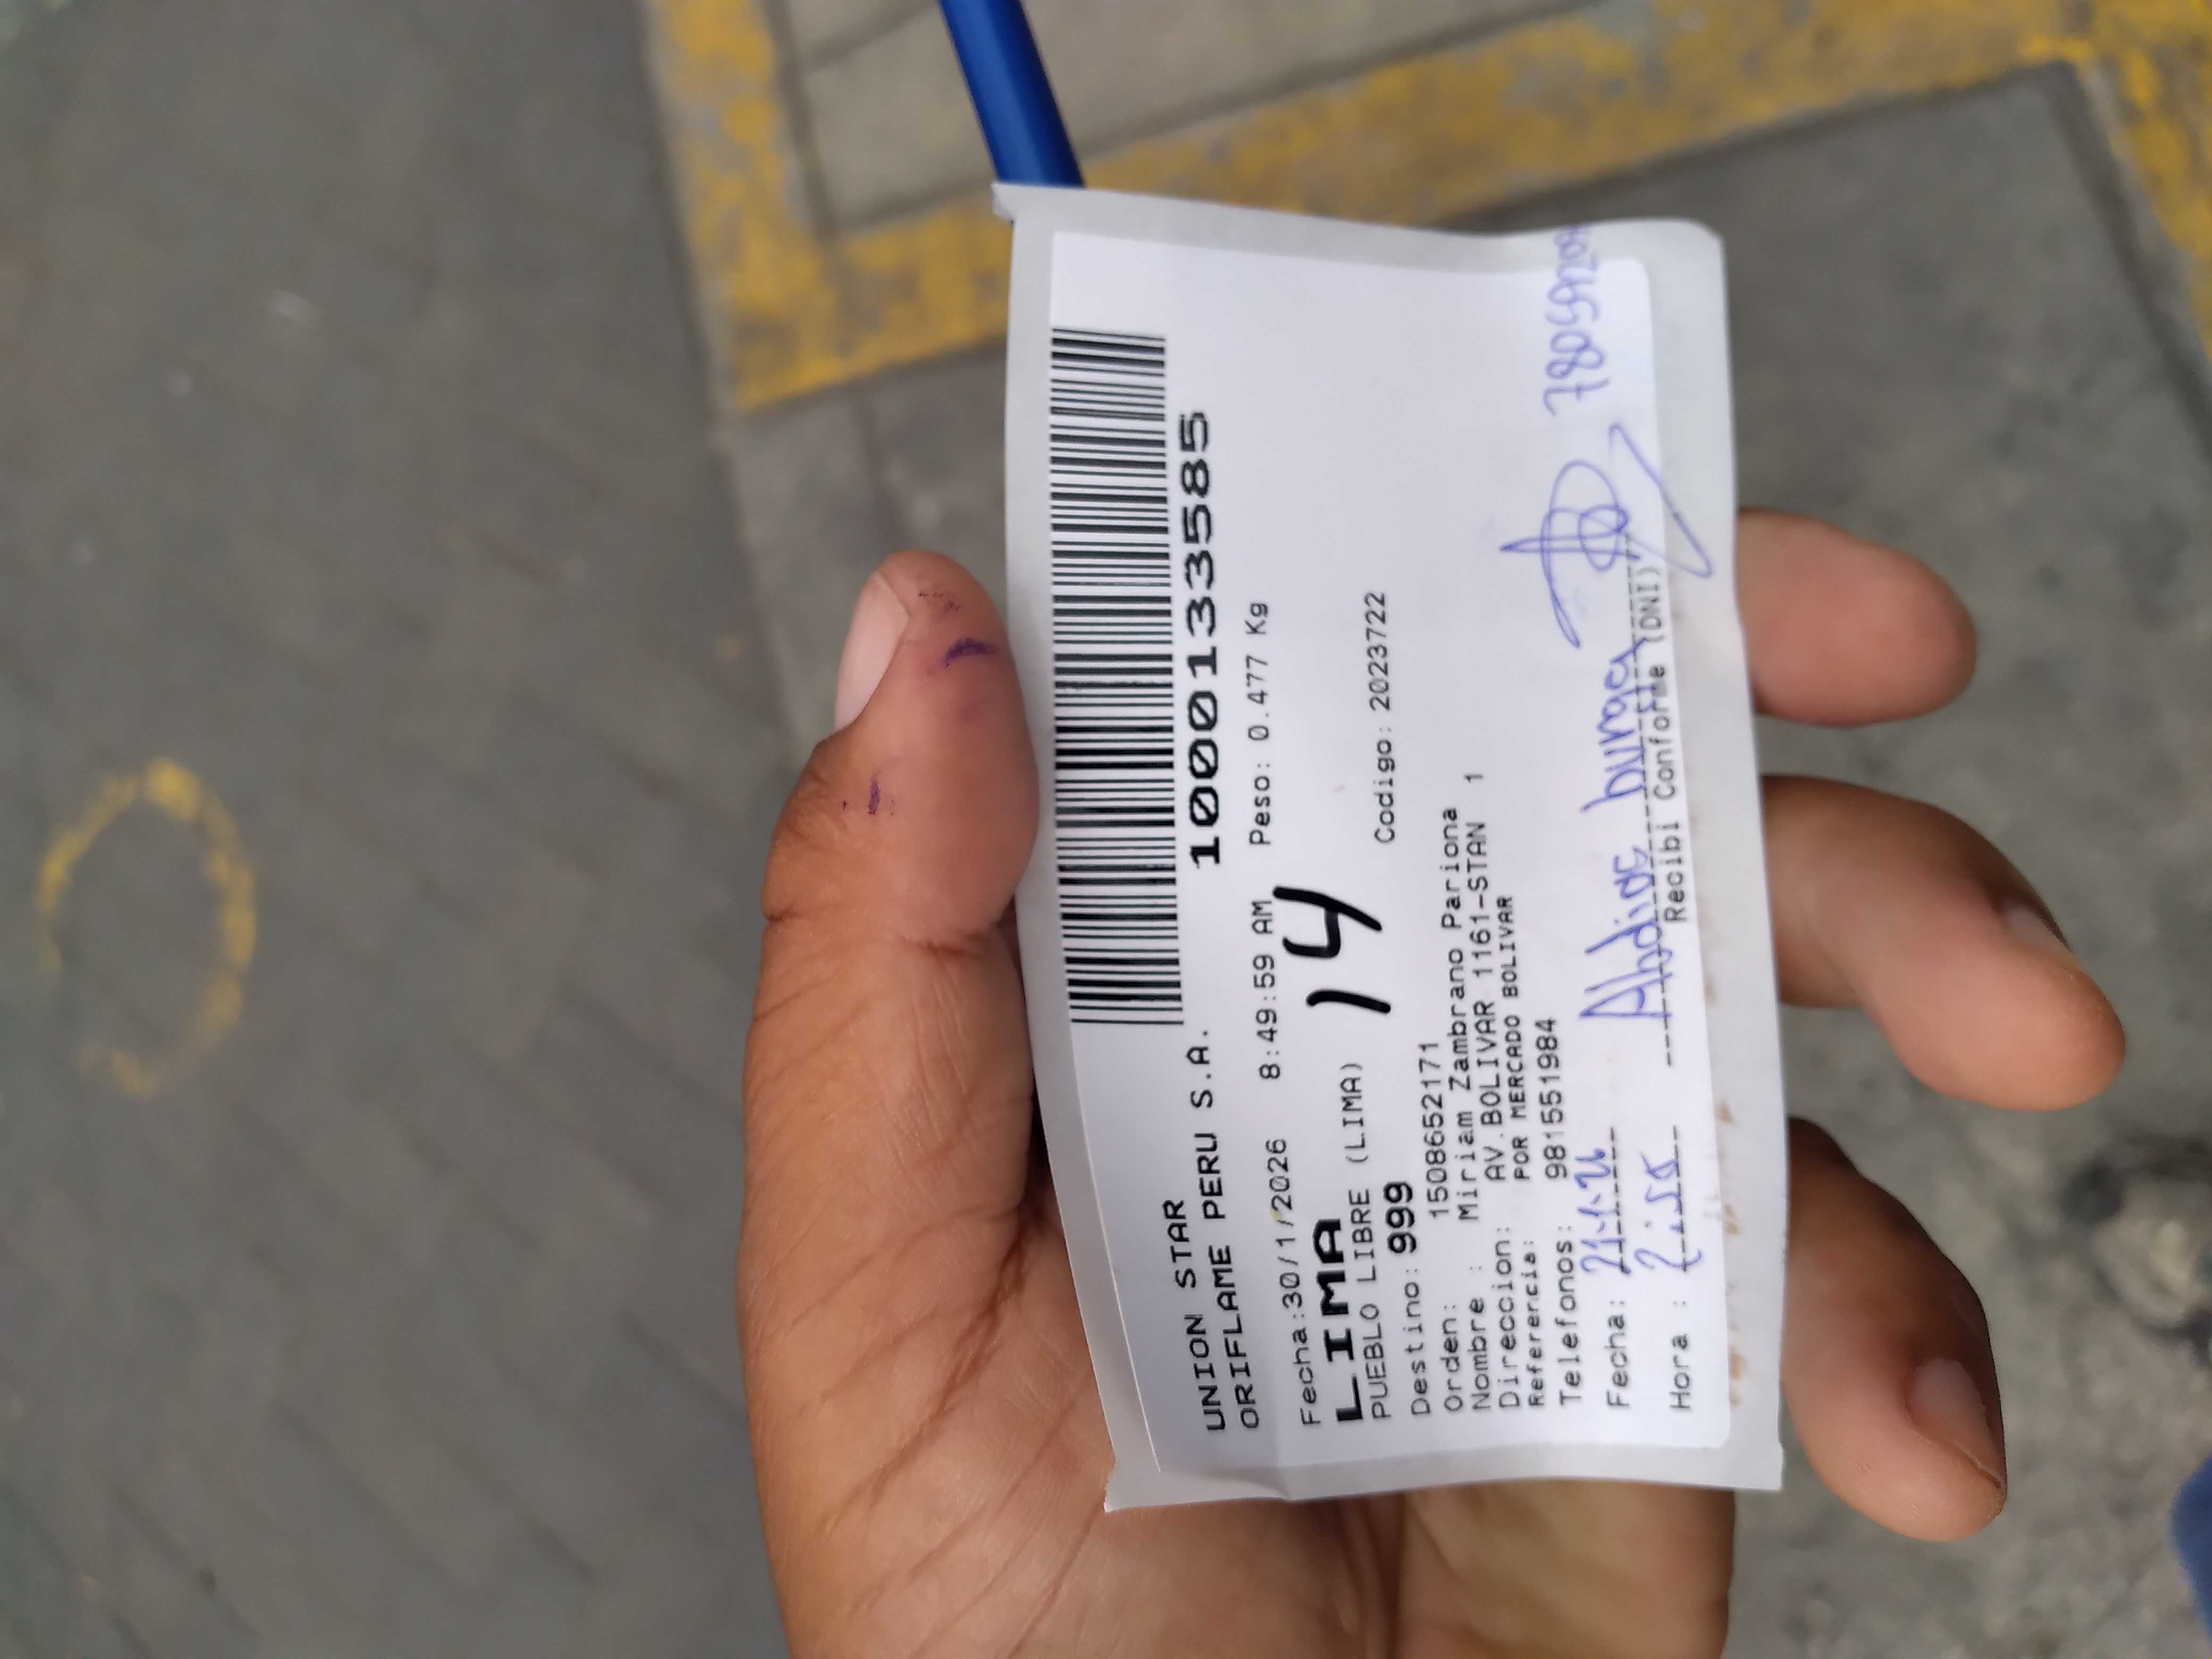 UNION STAR
ORIFLAME PERU S.A. 10001333585
Fecha:30/1/2026 8:49:59 AM Peso: 0.477 Kg
LIMA 14
PUEBLO LIBRE (LIMA)
Destino: 999 Codigo: 2023722
Orden: 1508652171
Nombre : Miriam Zambrano Pariona
Direccion: AV.BOLIVAR 1161-STAN 1
Referencia: POR MERCADO BOLIVAR
Telefonos: 981551984
Fecha: Abdias
Hora :
Recibi Conforme (DNI)